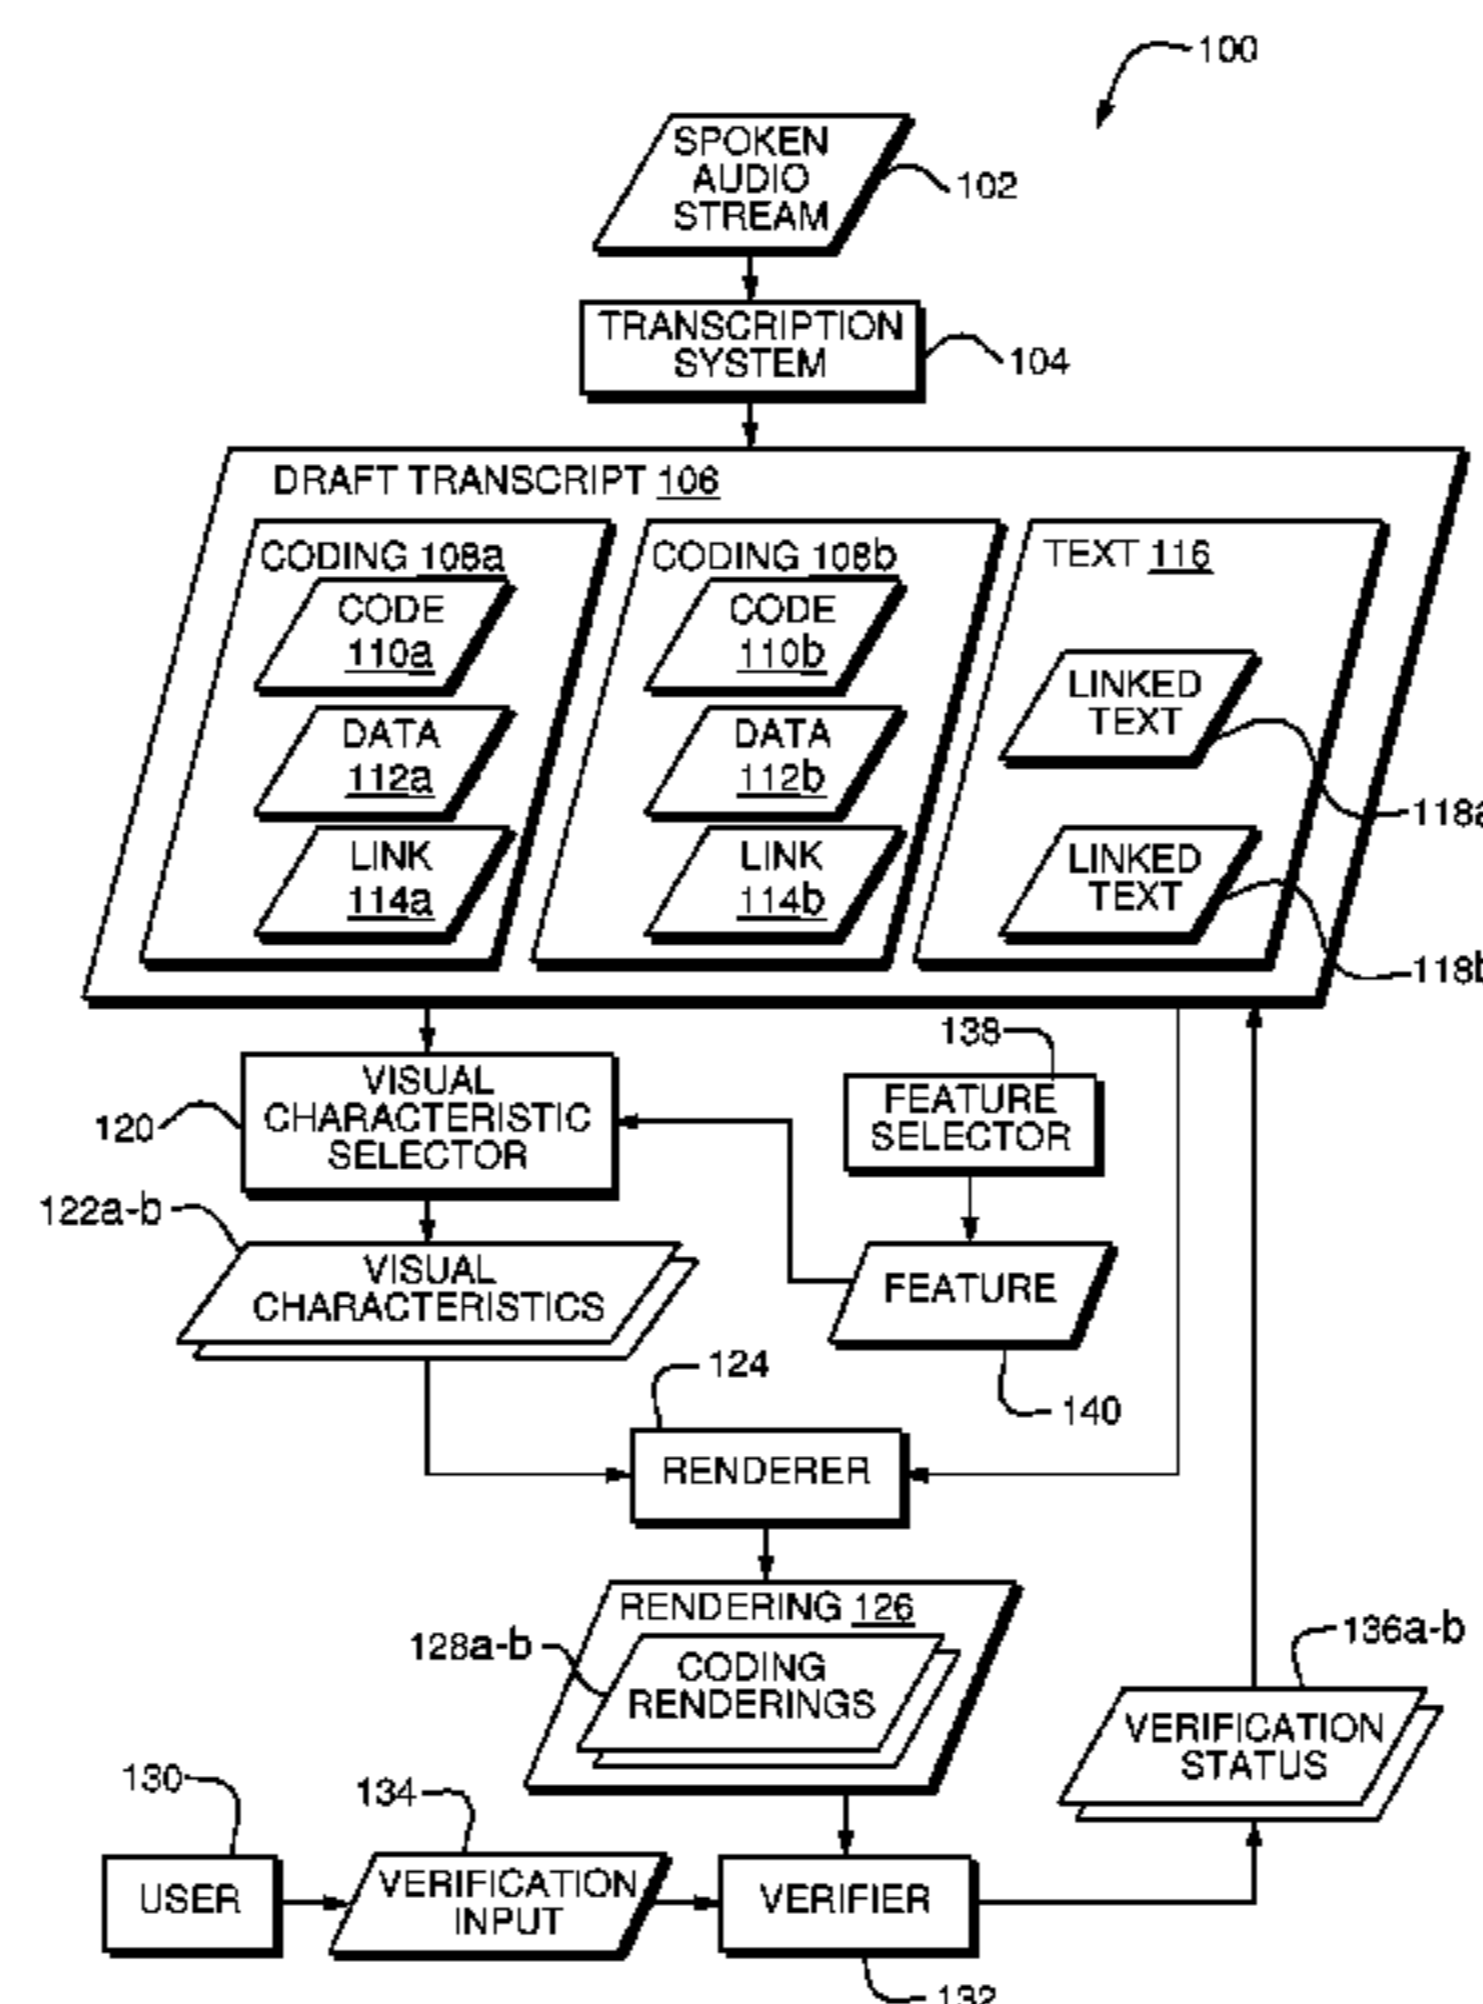 100
SPOKEN
AUDIO
STREAM
102
TRANSCRIPTION
SYSTEM
104
DRAFT TRANSCRIPT 106
CODING 108a
CODE
110a
DATA
112a
LINK
114a
CODING 108b
CODE
110b
DATA
112b
LINK
114b
TEXT 116
LINKED
TEXT
118a
LINKED
TEXT
118b
VISUAL
CHARACTERISTIC
SELECTOR
120
138
FEATURE
SELECTOR
122a-b
VISUAL
CHARACTERISTICS
FEATURE
140
124
RENDERER
RENDERING 126
128a-b
CODING
RENDERINGS
136a-b
VERIFICATION
STATUS
130
USER
134
VERIFICATION
INPUT
VERIFIER
132